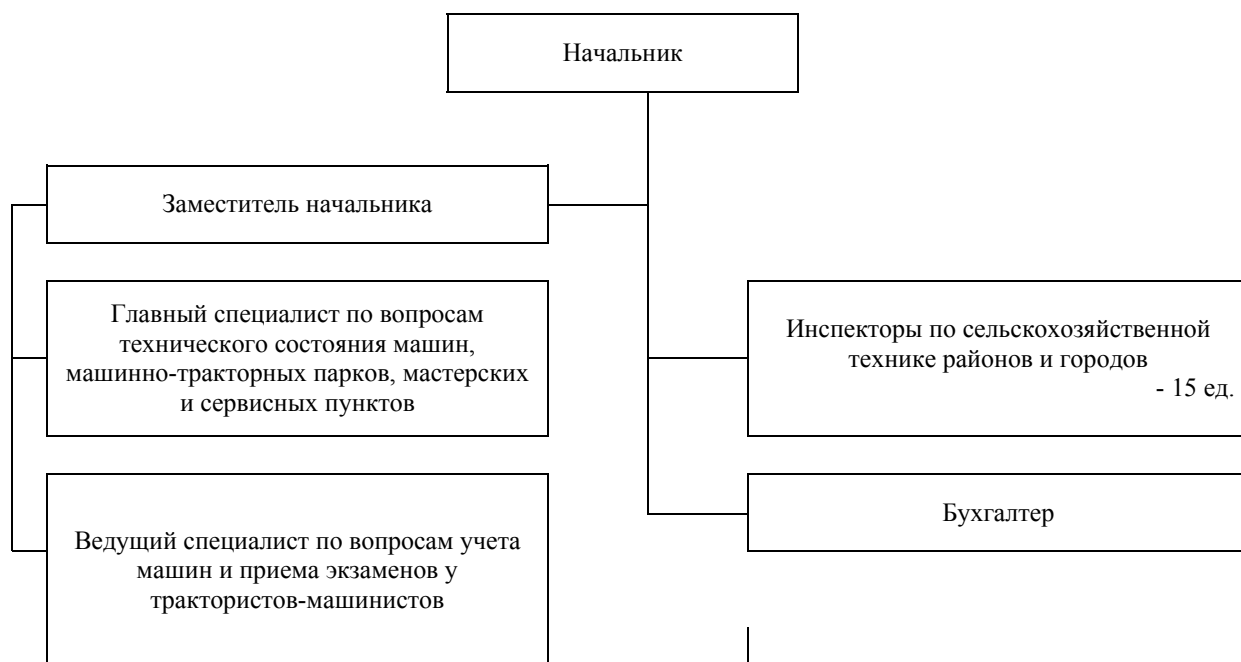 Начальник
Заместитель начальника
Главный специалист по вопросам
технического состояния машин,
машинно-тракторных парков, мастерских
и сервисных пунктов
Инспекторы по сельскохозяйственной
технике районов и городов
- 15 ед.
Ведущий специалист по вопросам учета
машин и приема экзаменов у
трактористов-машинистов
Бухгалтер